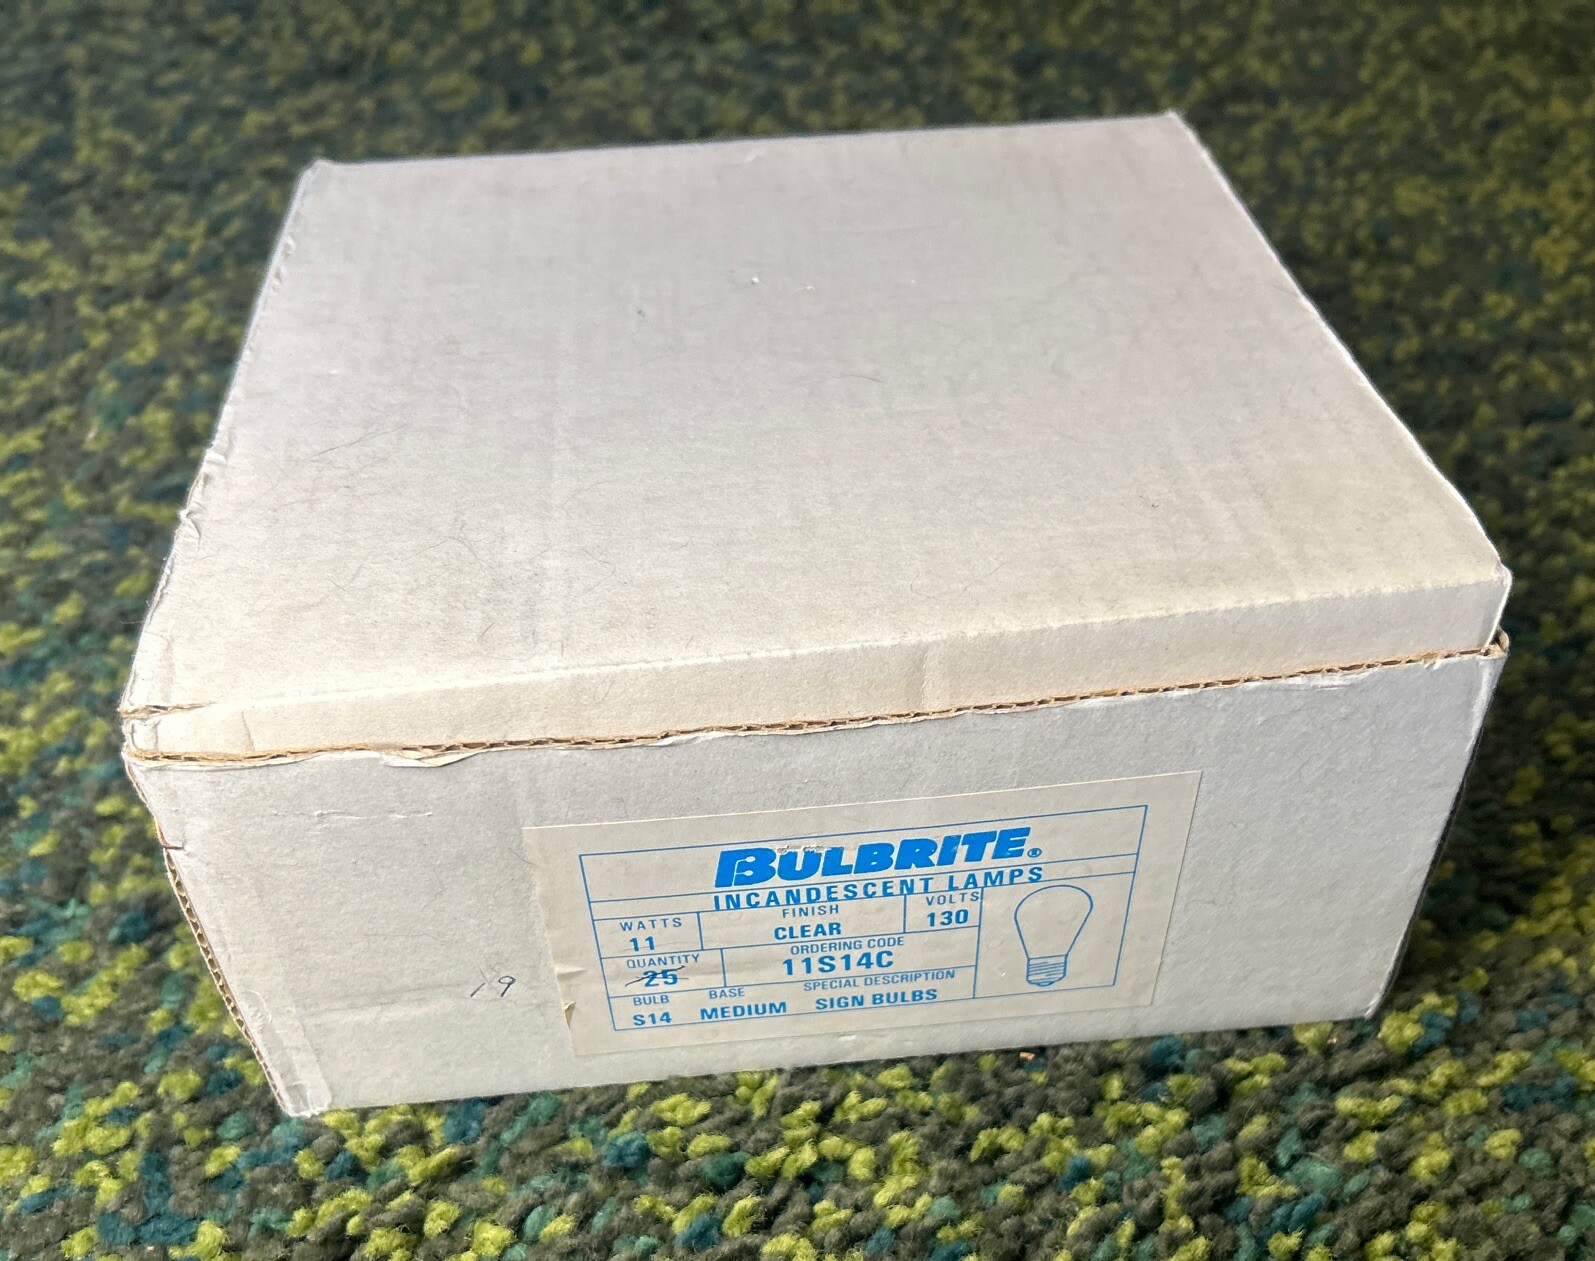 BULBRITE®
INCANDESCENT LAMPS
WATTS
11
FINISH
CLEAR
VOLTS
130
QUANTITY
25
19
ORDERING CODE
11S14C
BULB
S14
BASE
MEDIUM
SPECIAL DESCRIPTION
SIGN BULBS